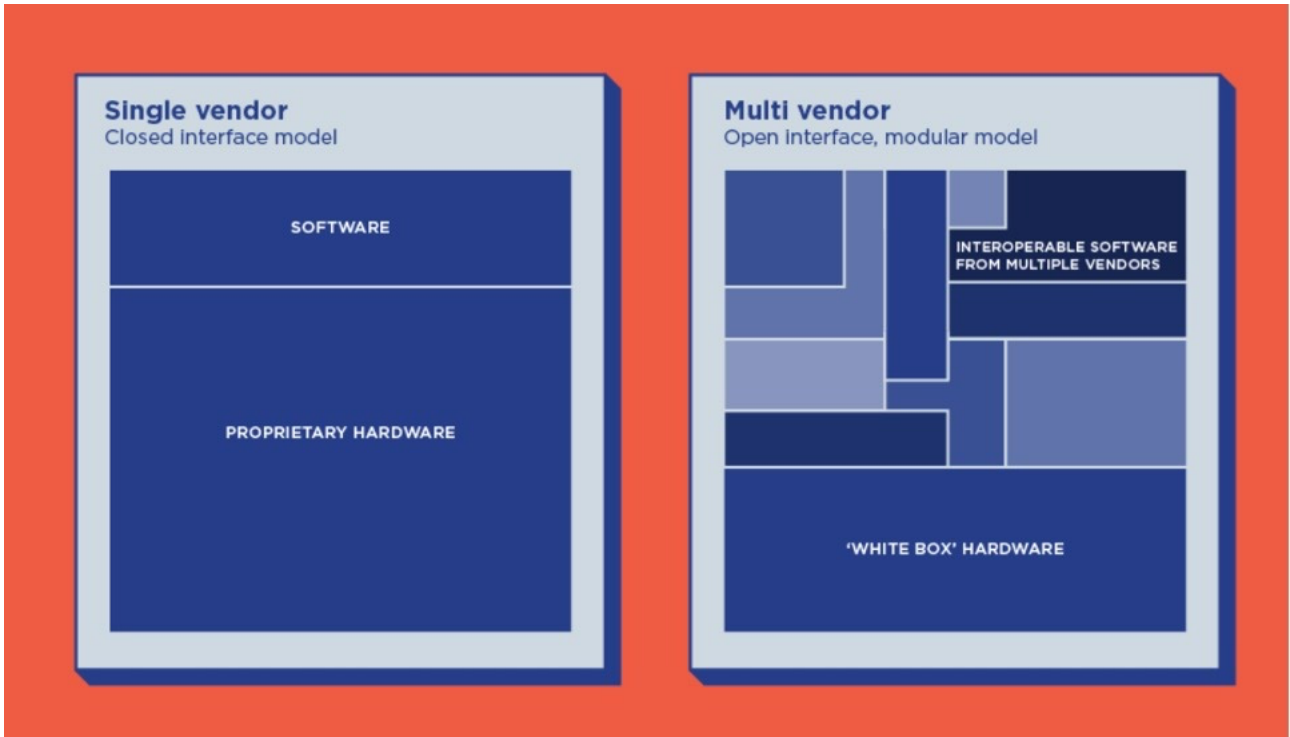 Single vendor
Closed interface model
SOFTWARE
PROPRIETARY HARDWARE
Multi vendor
Open interface, modular model
INTEROPERABLE SOFTWARE
FROM MULTIPLE VENDORS
‘WHITE BOX’ HARDWARE